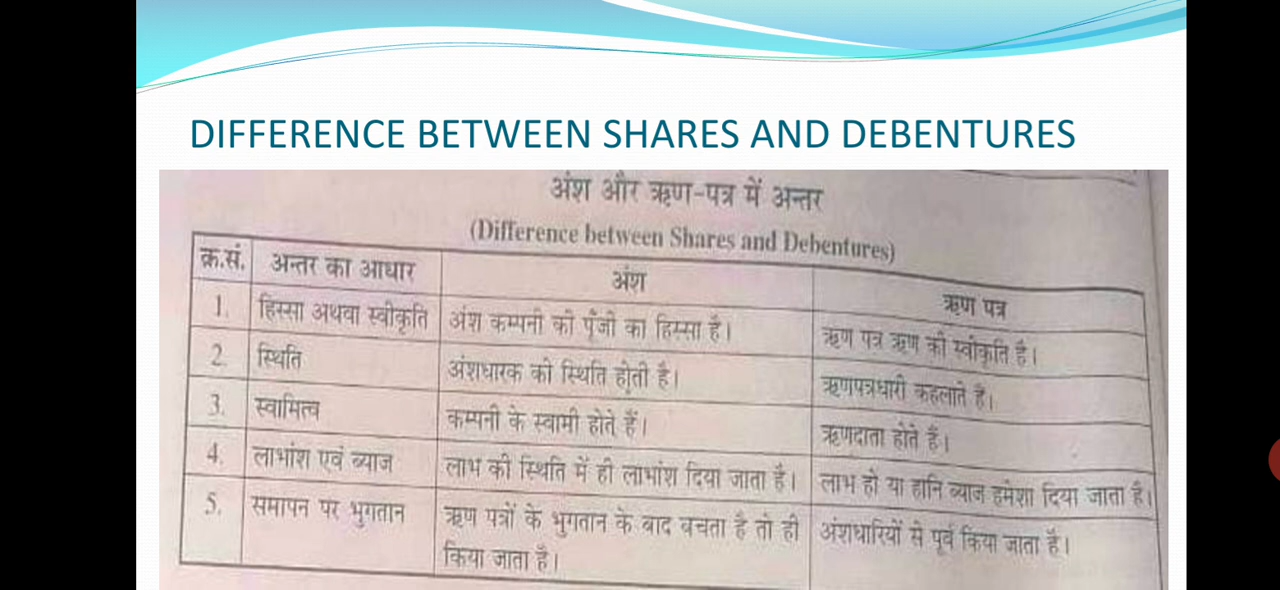 DIFFERENCE BETWEEN SHARES AND DEBENTURES
अंश और ऋण-पत्र में अन्तर
(Difference between Shares and Debentures)
क्र.सं. अन्तर का आधार अंश ऋण पत्र
1. हिस्सा अथवा स्वीकृति अंश कम्पनी की पूँजी का हिस्सा है। ऋण पत्र ऋण की स्वीकृति है।
2. स्थिति अंशधारक की स्थिति होती है। ऋणपत्रधारी कहलाते है।
3. स्वामित्व कम्पनी के स्वामी होते हैं। ऋणदाता होते है।
4. लाभांश एवं ब्याज लाभ की स्थिति में ही लाभांश दिया जाता है। लाभ हो या हानि ब्याज हमेशा दिया जाता है।
5. समापन पर भुगतान ऋण पत्रों के भुगतान के बाद बचता है तो ही अंशधारियों से पूर्व किया जाता है।
किया जाता है।